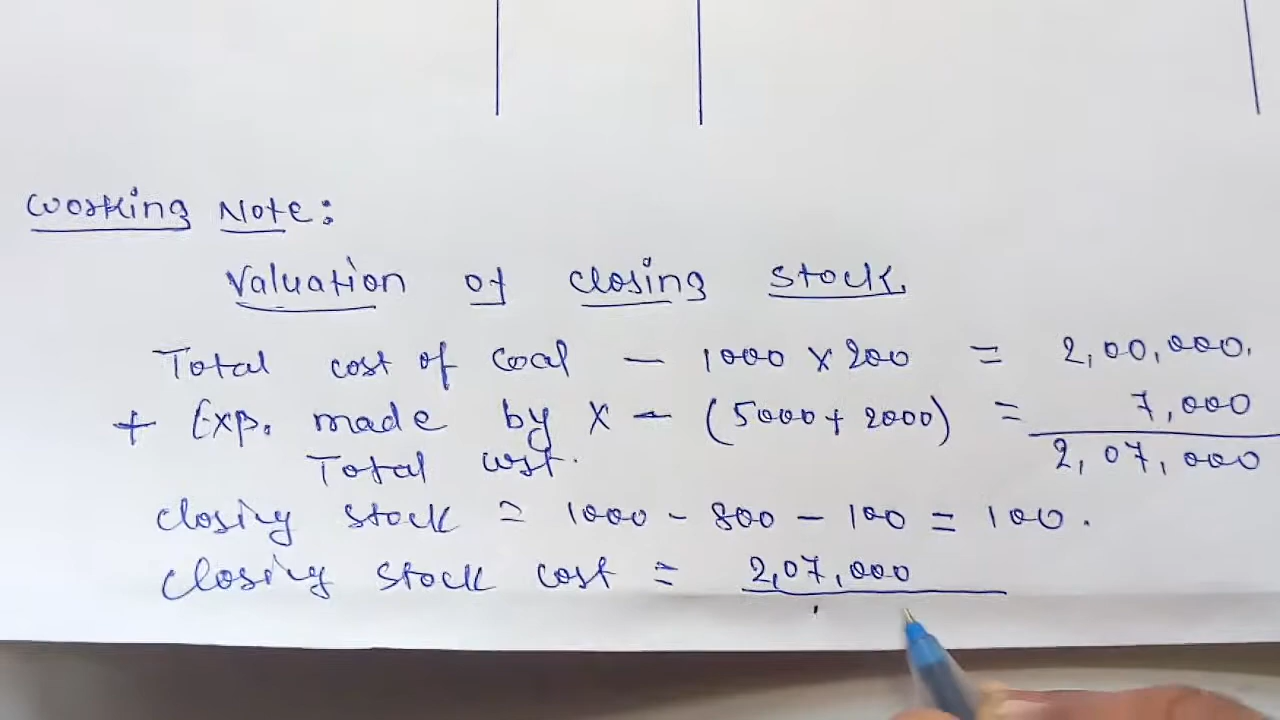 Working Note:
Valuation of closing stock
Total cost of coal — 1000 × 200 = 2,00,000.
+ Exp. made by X — (5000 + 2000) = 7,000
Total cost. 2,07,000
closing stock = 1000 - 800 - 100 = 100.
closing stock cost = 2,07,000